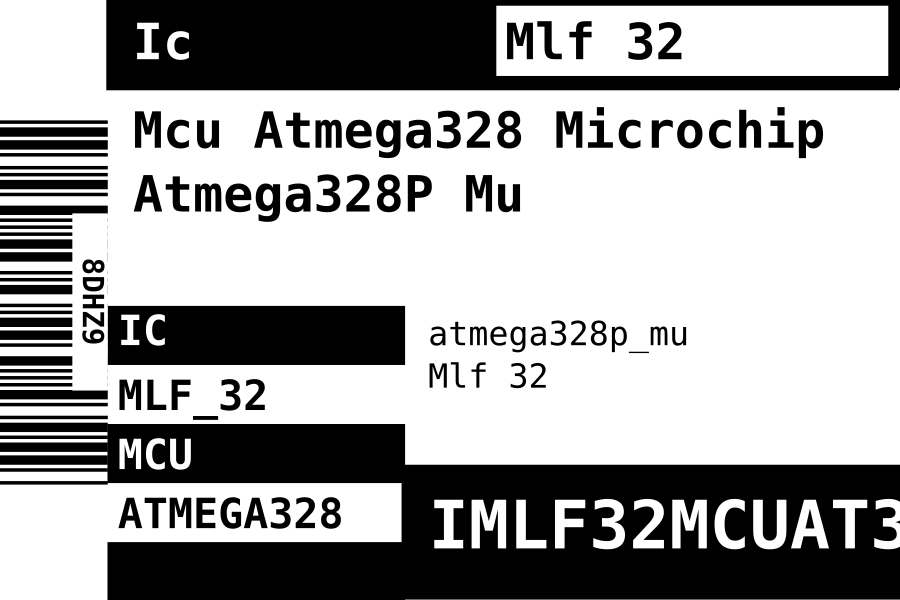 Ic
Mlf 32
Mcu Atmega328 Microchip
Atmega328P Mu
8DHZ9
IC
MLF_32
MCU
ATMEGA328
atmega328p_mu
Mlf 32
IMLF32MCUAT3